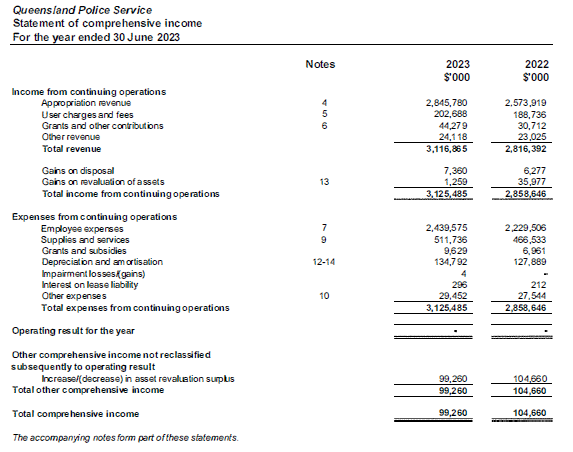 Queensland Police Service
Statement of comprehensive income
For the year ended 30 June 2023
Notes 2023 2022
$'000 $'000
Income from continuing operations
Appropriation revenue 4 2,845,780 2,573,919
User charges and fees 5 202,688 188,736
Grants and other contributions 6 44,279 30,712
Other revenue 24,118 23,025
Total revenue 3,116,865 2,816,392
Gains on disposal 7,360 6,277
Gains on revaluation of assets 13 1,259 35,977
Total income from continuing operations 3,125,485 2,858,646
Expenses from continuing operations
Employee expenses 7 2,439,575 2,229,506
Supplies and services 9 511,736 466,533
Grants and subsidies 9,629 6,961
Depreciation and amortisation 12-14 134,792 127,889
Impairment losses/(gains) 4 -
Interest on lease liability 296 212
Other expenses 10 29,452 27,544
Total expenses from continuing operations 3,125,485 2,858,646
Operating result for the year - -
Other comprehensive income not reclassified
subsequently to operating result
Increase/(decrease) in asset revaluation surplus 99,260 104,660
Total other comprehensive income 99,260 104,660
Total comprehensive income 99,260 104,660
The accompanying notes form part of these statements.